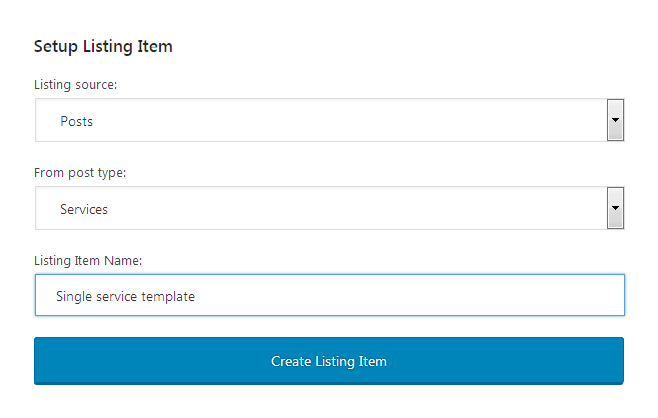 Setup Listing Item
Listing source:
Posts
From post type:
Services
Listing Item Name:
Single service template
Create Listing Item